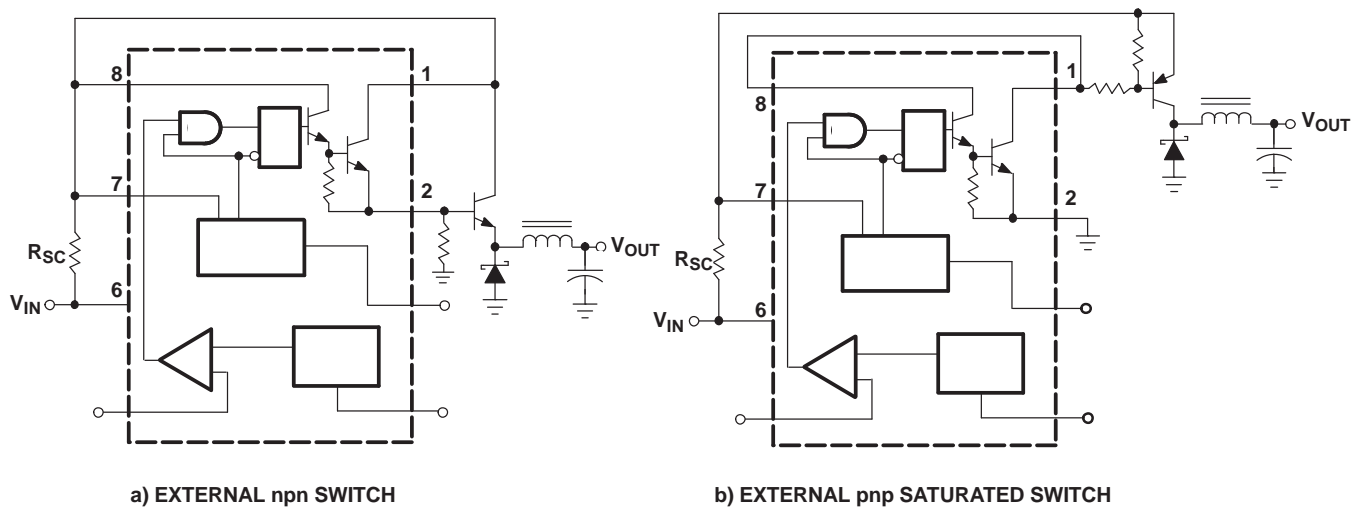 8
1
7
2
RSC
VOUT
VIN
6
a) EXTERNAL npn SWITCH
1
8
VOUT
7
2
RSC
VIN
6
b) EXTERNAL pnp SATURATED SWITCH